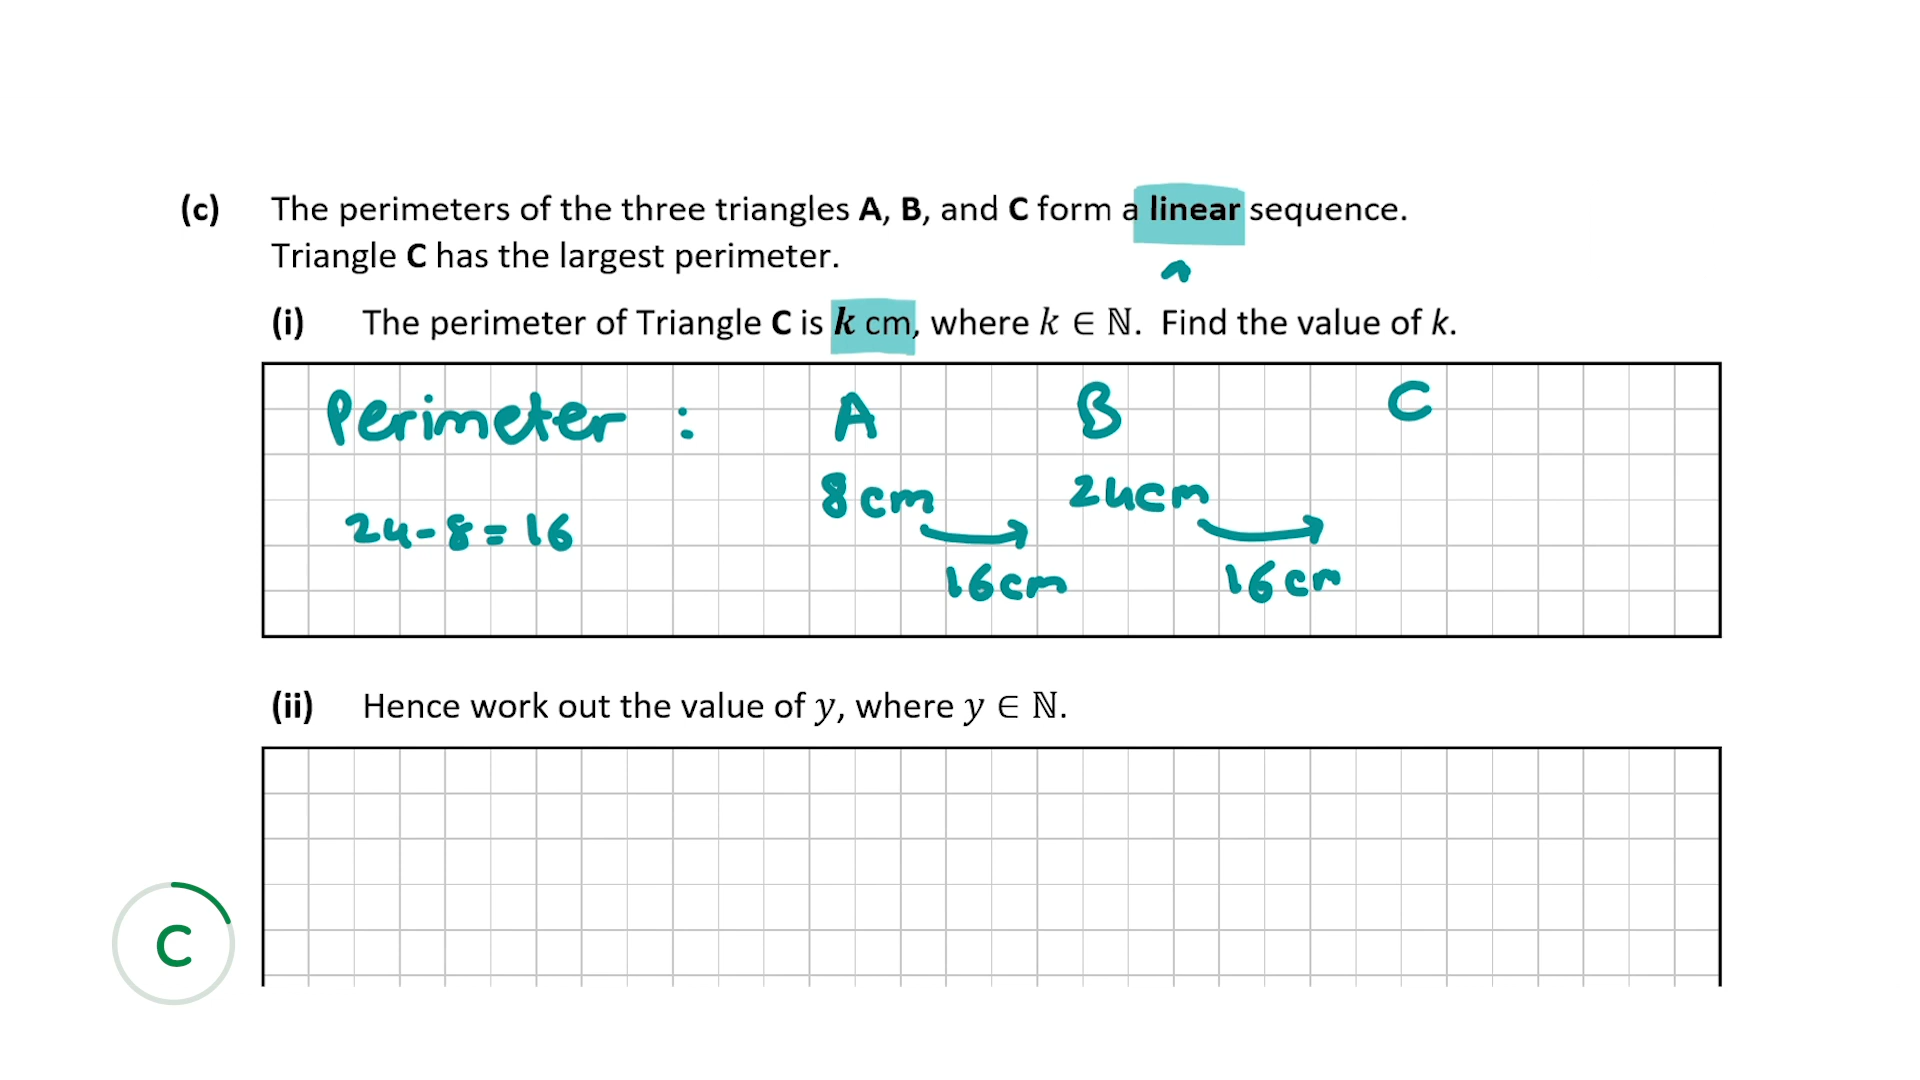 (c) The perimeters of the three triangles A, B, and C form a linear sequence.
Triangle C has the largest perimeter.
(i) The perimeter of Triangle C is k cm, where k ∈ ℕ. Find the value of k.
Perimeter : A B C
8cm 24cm
24-8=16
16cm 16cm
(ii) Hence work out the value of y, where y ∈ ℕ.
C